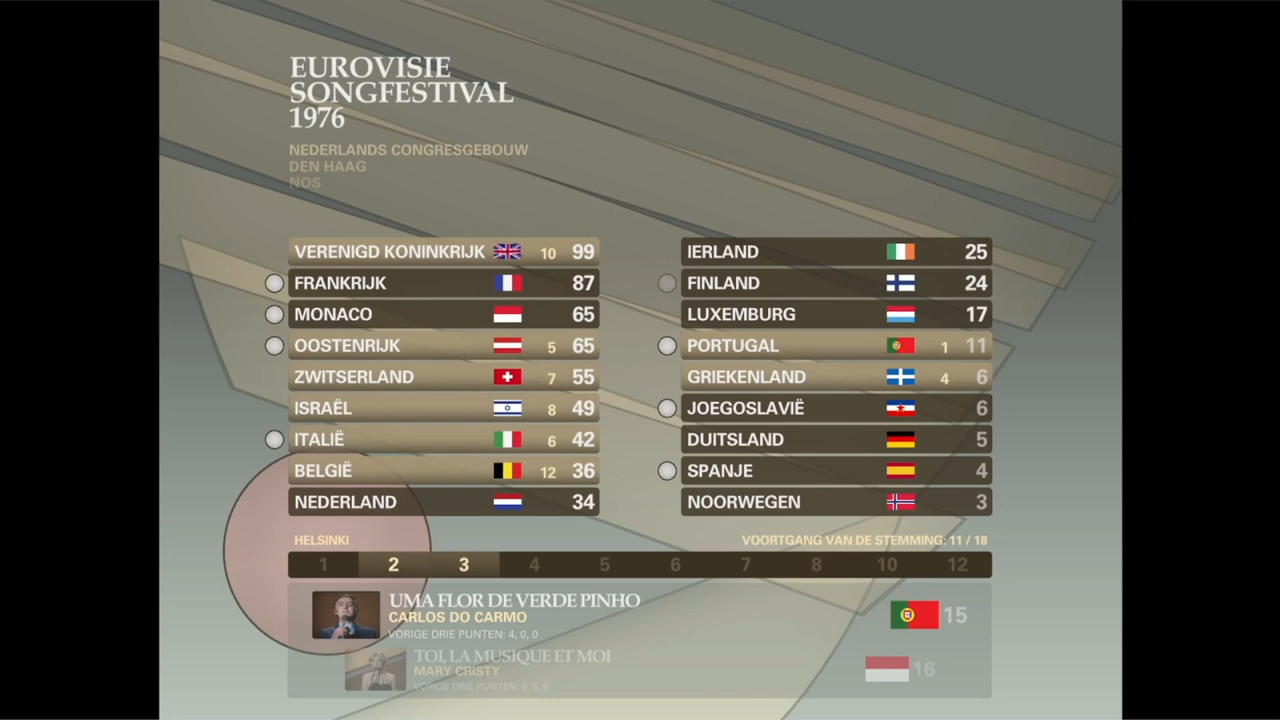 EUROVISIE
SONGFESTIVAL
1976
NEDERLANDS CONGRESGEBOUW
DEN HAAG
NOS
VERENIGD KONINKRIJK 10 99
FRANKRIJK 87
MONACO 65
OOSTENRIJK 5 65
ZWITSERLAND 7 55
ISRAËL 8 49
ITALIË 6 42
BELGIË 12 36
NEDERLAND 34
IERLAND 25
FINLAND 24
LUXEMBURG 17
PORTUGAL 1 11
GRIEKENLAND 4 6
JOEGOSLAVIË 6
DUITSLAND 5
SPANJE 4
NOORWEGEN 3
HELSINKI VOORTGANG VAN DE STEMMING: 11 / 18
1 2 3 4 5 6 7 8 10 12
UMA FLOR DE VERDE PINHO 15
CARLOS DO CARMO
VORIGE DRIE PUNTEN: 4, 0, 0
TOI, LA MUSIQUE ET MOI 16
MARY CRISTY
VORIGE DRIE PUNTEN: